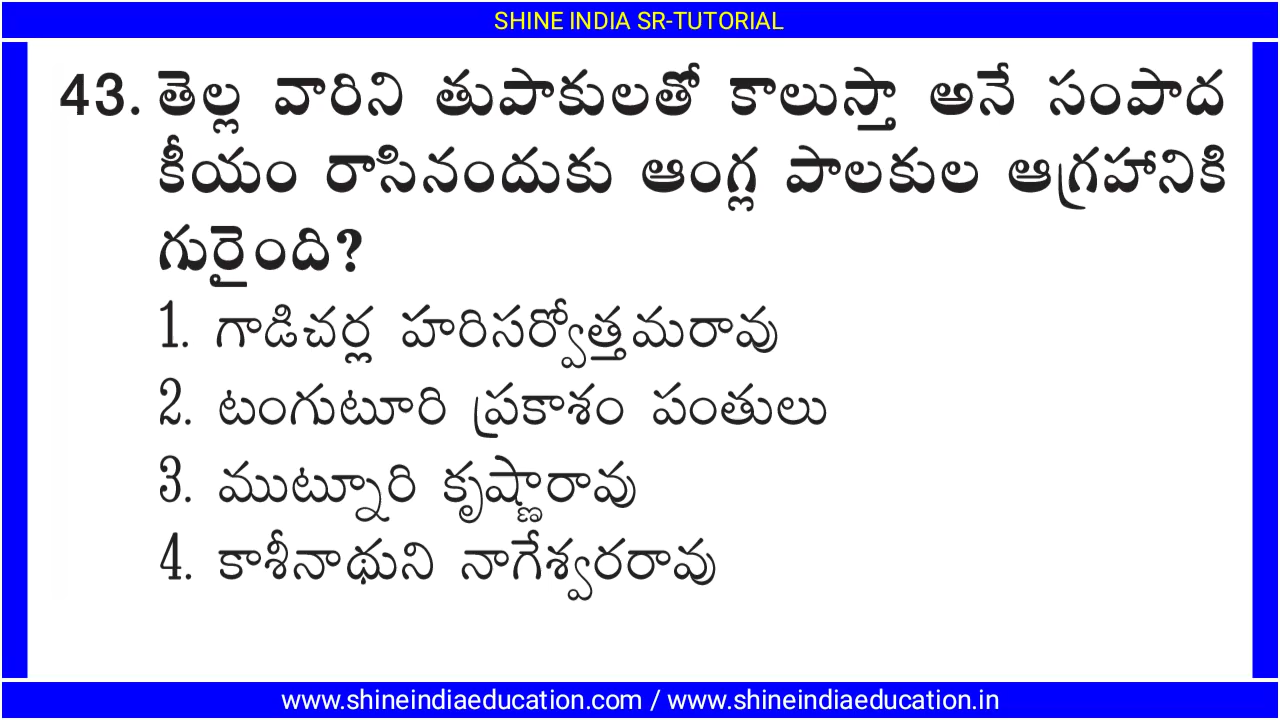 SHINE INDIA SR-TUTORIAL
43. తెల్ల వారిని తుపాకులతో కాలుస్తా అనే సంపాద
కీయం రాసినందుకు ఆంగ్ల పాలకుల ఆగ్రహానికి
గురైంది?
1. గాడిచర్ల హరిసర్వోత్తమరావు
2. టంగుటూరి ప్రకాశం పంతులు
3. ముట్నూరి కృష్ణారావు
4. కాశీనాథుని నాగేశ్వరరావు
www.shineindiaeducation.com / www.shineindiaeducation.in